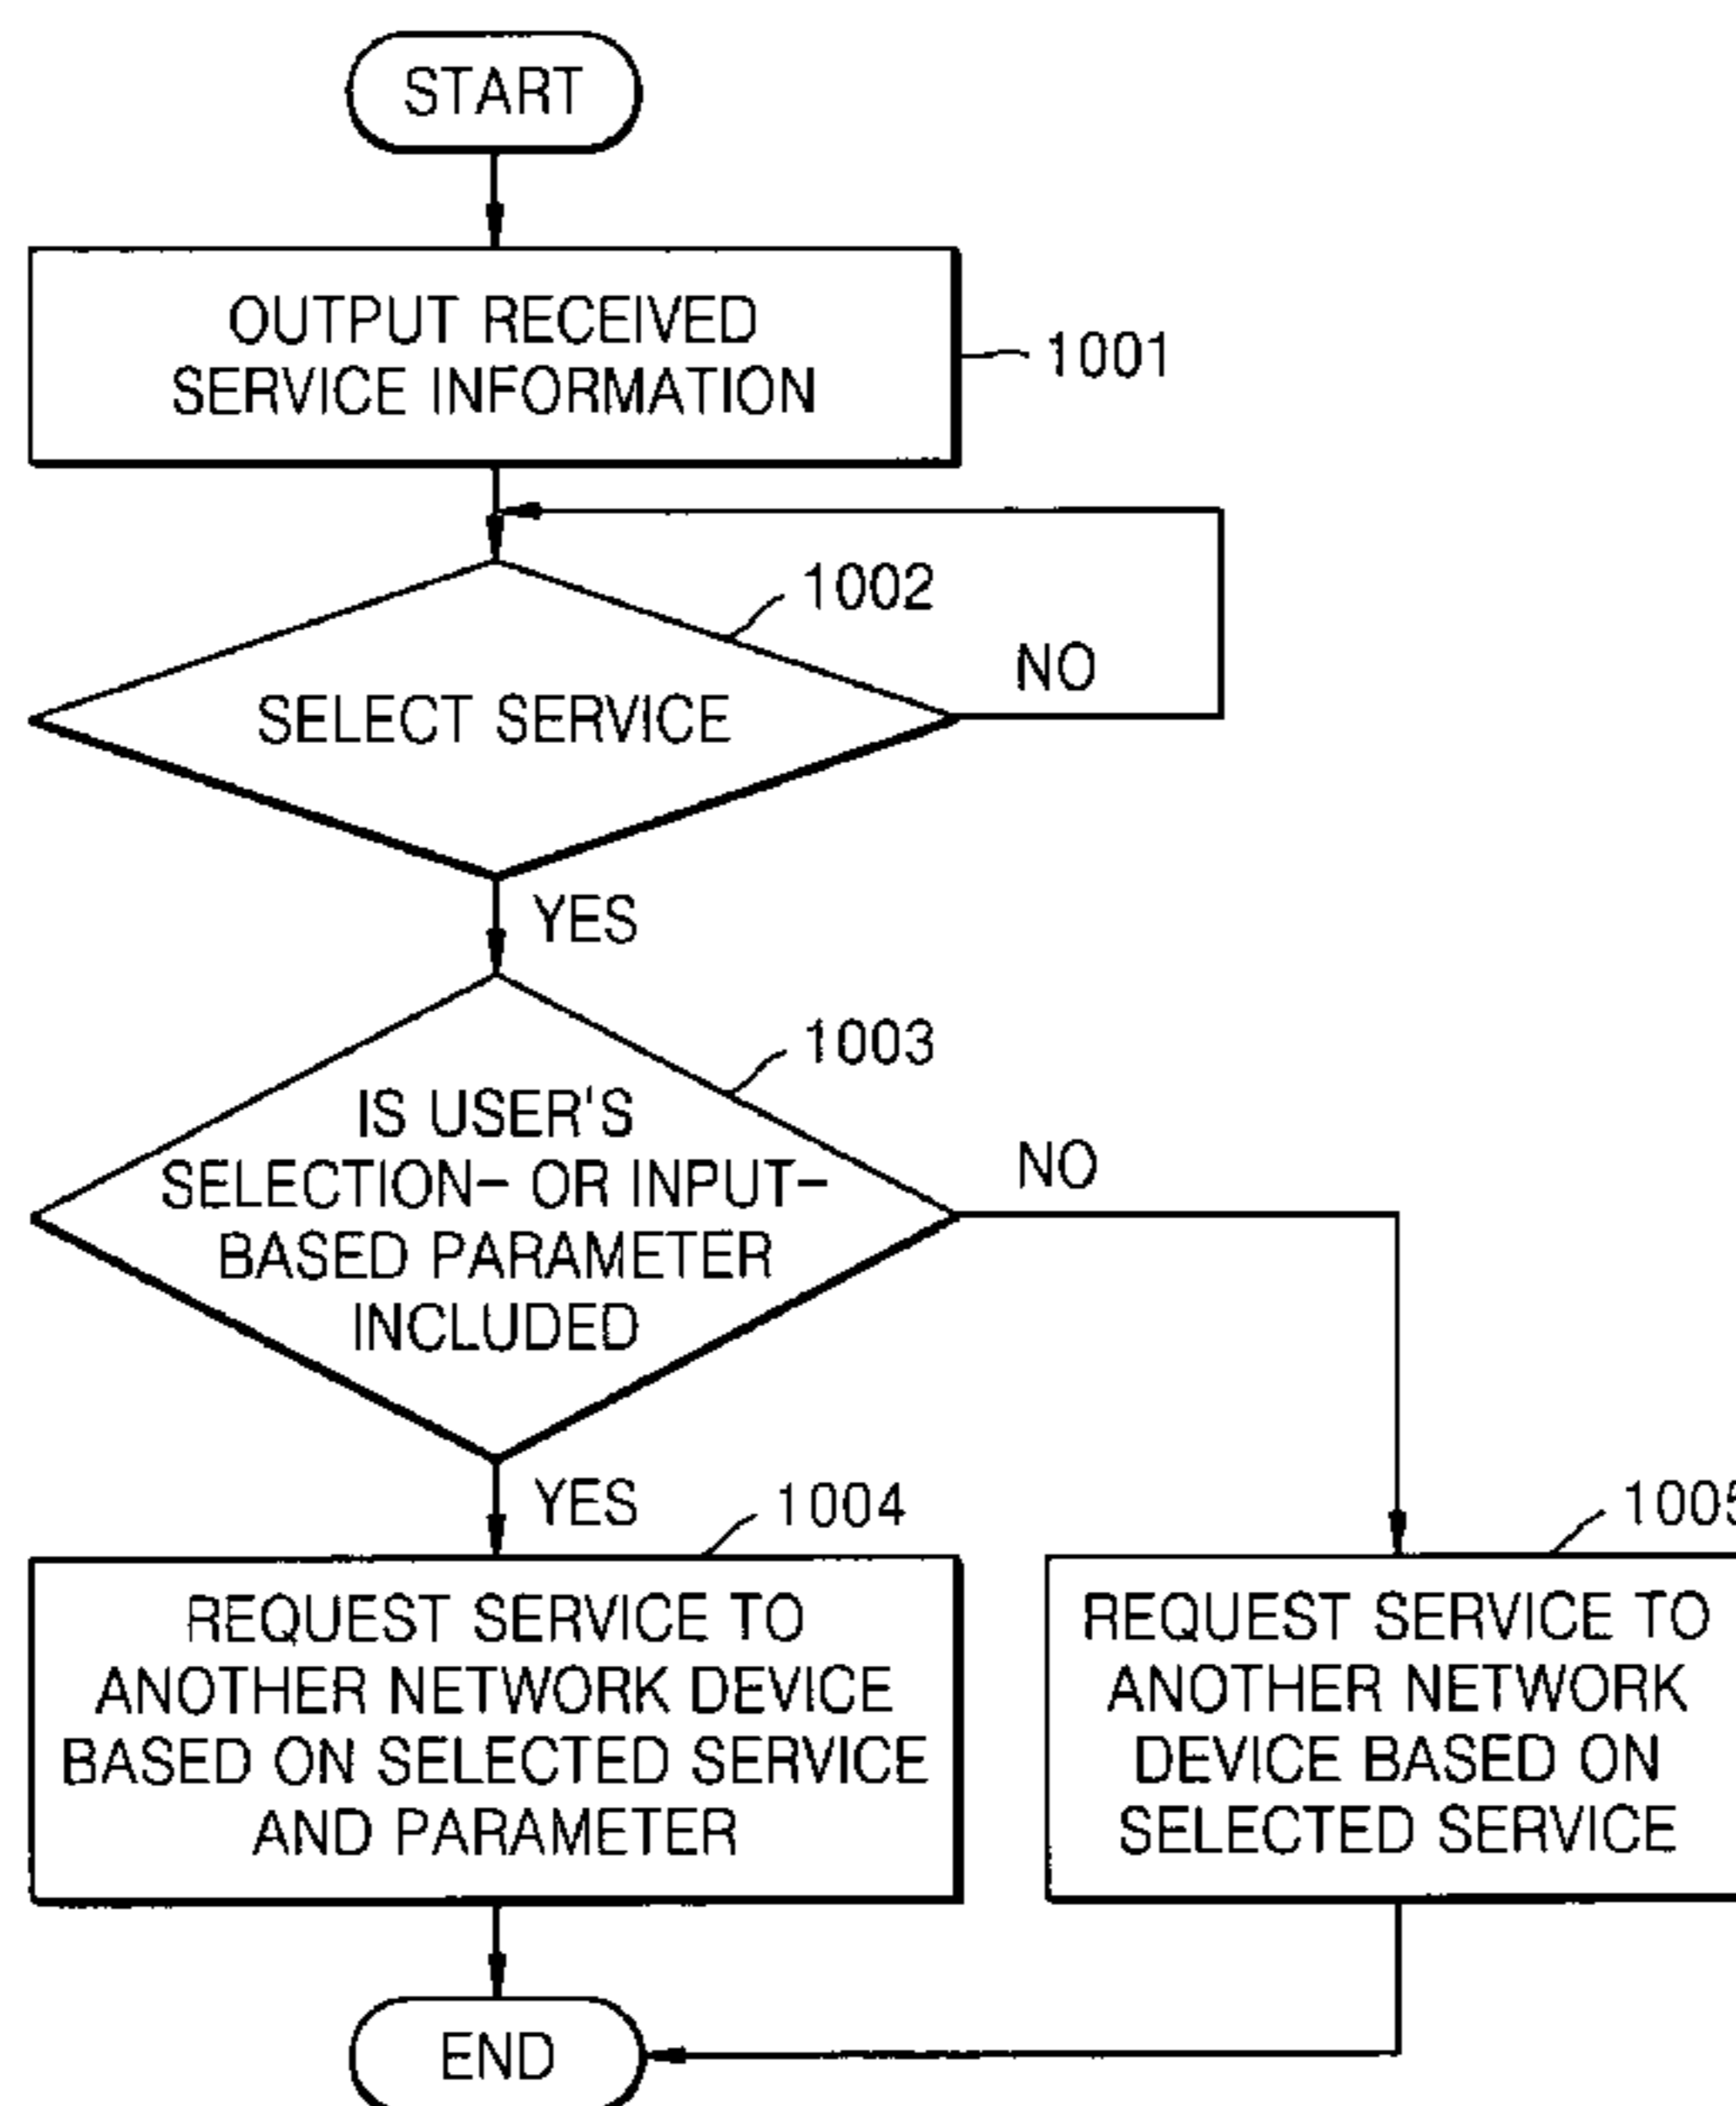 START
OUTPUT RECEIVED
SERVICE INFORMATION
1001
1002
NO
SELECT SERVICE
YES
1003
IS USER'S
SELECTION- OR INPUT-
BASED PARAMETER
INCLUDED
NO
YES
1004
1005
REQUEST SERVICE TO
ANOTHER NETWORK DEVICE
BASED ON SELECTED SERVICE
AND PARAMETER
REQUEST SERVICE TO
ANOTHER NETWORK
DEVICE BASED ON
SELECTED SERVICE
END